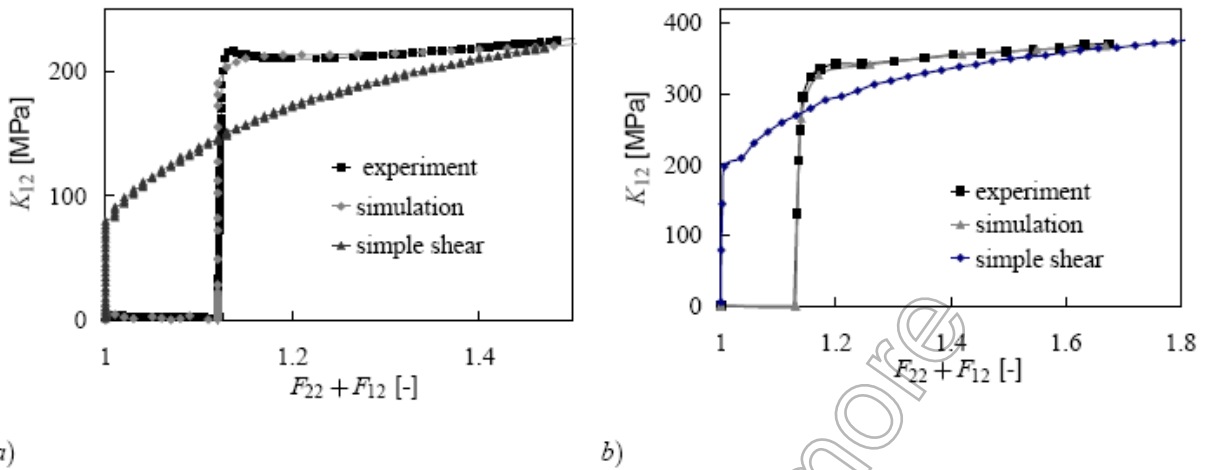 K12 [MPa]
200
100
0
1
1.2
1.4
F22 + F12 [-]
experiment
simulation
simple shear
a)
K12 [MPa]
400
300
200
100
0
1
1.2
1.4
1.6
1.8
F22 + F12 [-]
experiment
simulation
simple shear
b)
more